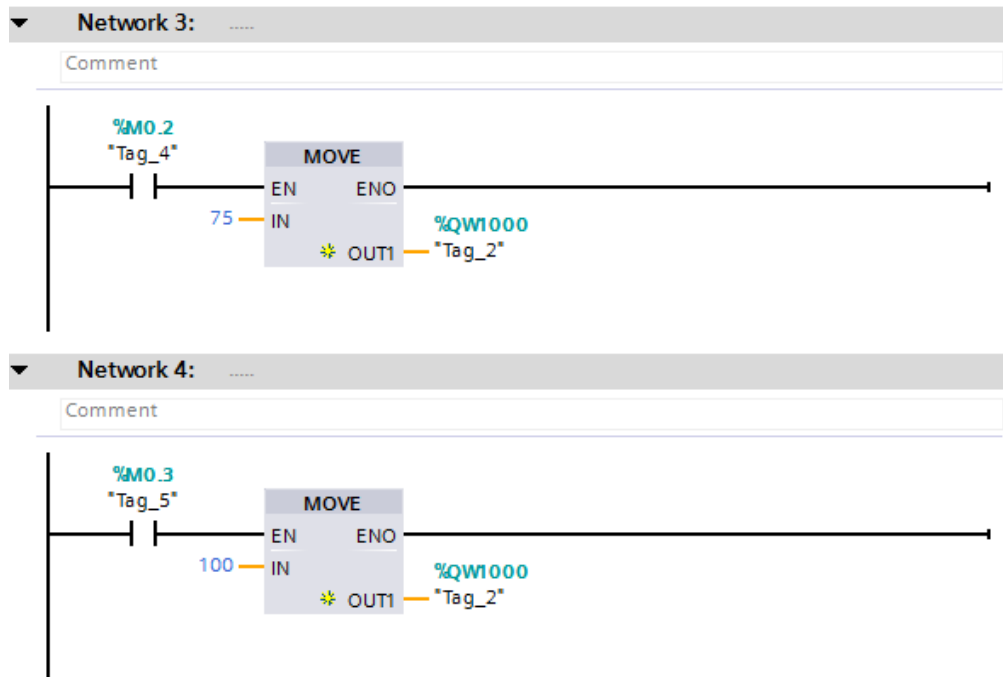 Network 3: .....
Comment
%M0.2
"Tag_4"
MOVE
EN ENO
75 IN
%QW1000
OUT1 "Tag_2"
Network 4: .....
Comment
%M0.3
"Tag_5"
MOVE
EN ENO
100 IN
%QW1000
OUT1 "Tag_2"